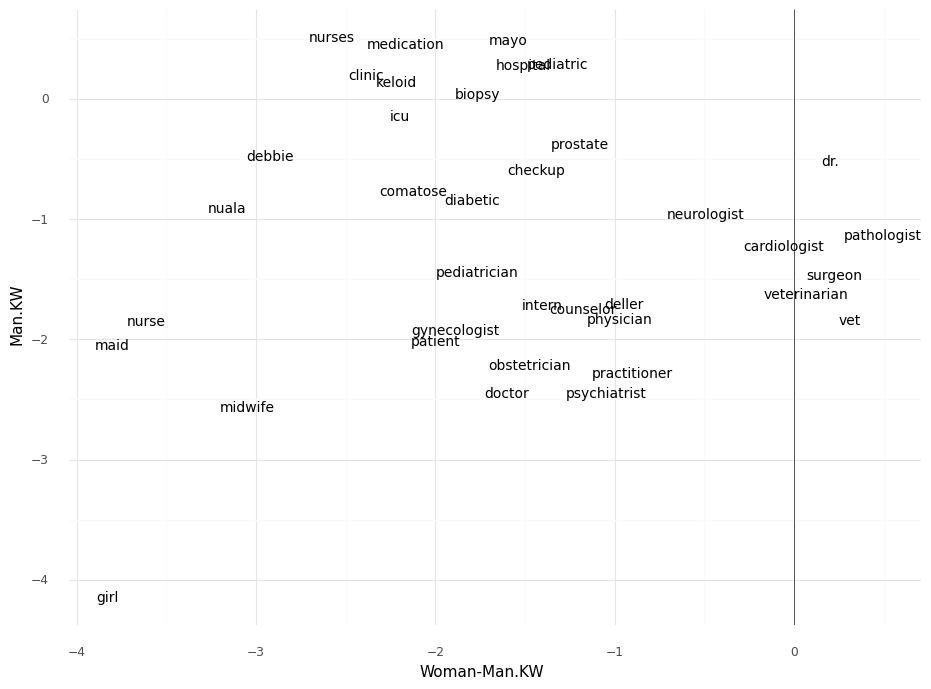 nurses
mayo
medication
hospital
pediatric
clinic
keloid
biopsy
0
icu
prostate
debbie
dr.
checkup
comatose
diabetic
nuala
neurologist
−1
pathologist
cardiologist
pediatrician
surgeon
veterinarian
intern
deller
counselor
physician
vet
nurse
gynecologist
−2
patient
maid
obstetrician
practitioner
doctor
psychiatrist
midwife
−3
−4
girl
−4
−3
−2
−1
0
Woman-Man.KW
Man.KW